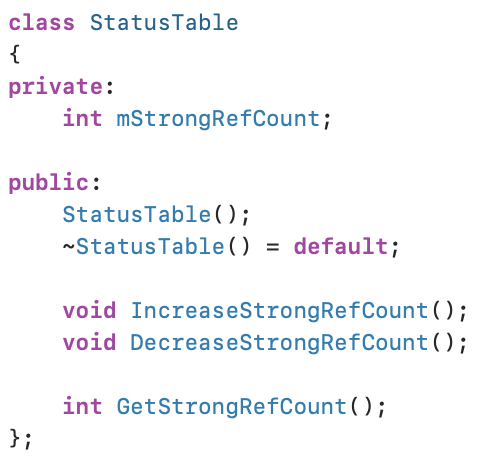 class StatusTable
{
private:
    int mStrongRefCount;

public:
    StatusTable();
    ~StatusTable() = default;

    void IncreaseStrongRefCount();
    void DecreaseStrongRefCount();

    int GetStrongRefCount();
};